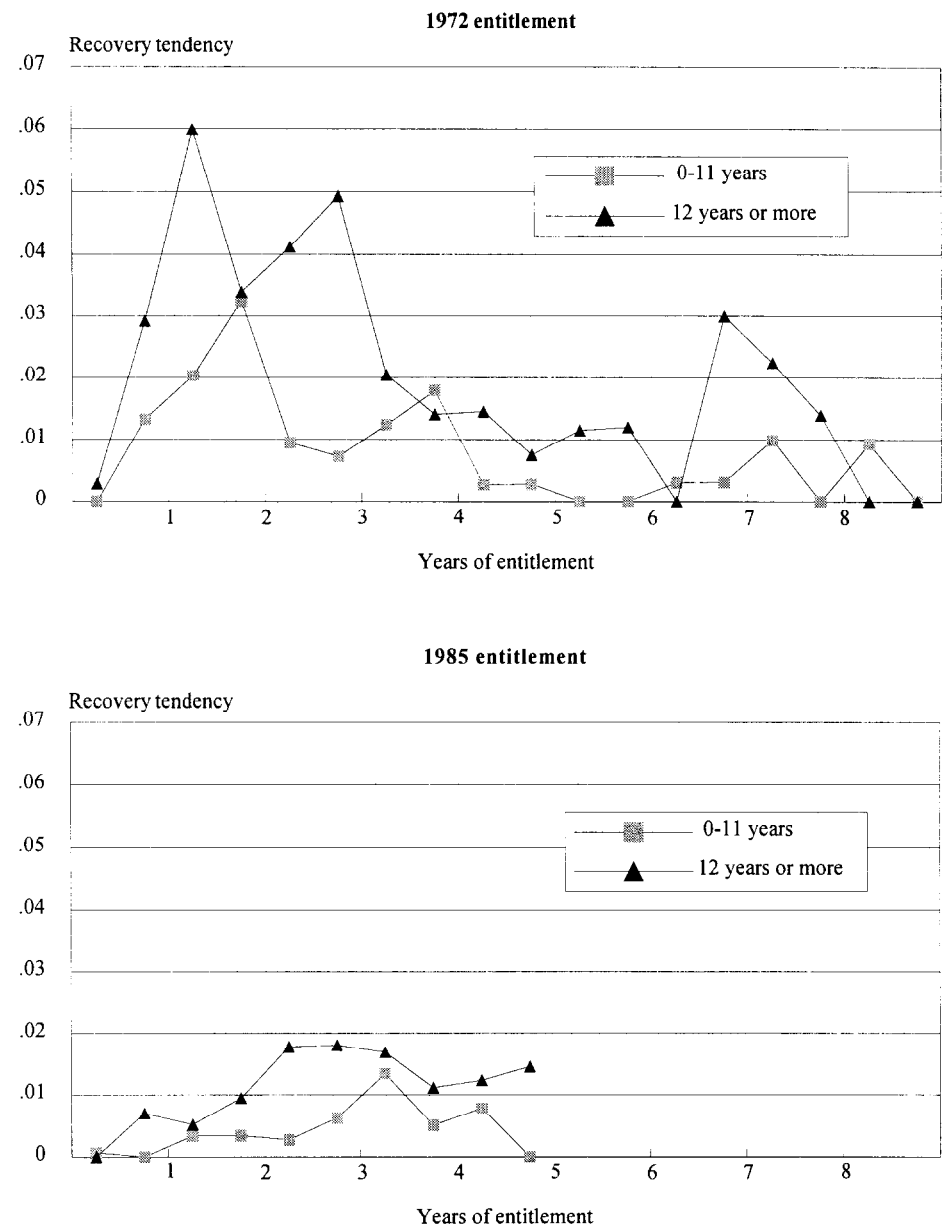 1972 entitlement
Recovery tendency
.07
.06
.05
.04
.03
.02
.01
0
0-11 years
12 years or more
1 2 3 4 5 6 7 8
Years of entitlement
1985 entitlement
Recovery tendency
.07
.06
.05
.04
.03
.02
.01
0
0-11 years
12 years or more
1 2 3 4 5 6 7 8
Years of entitlement